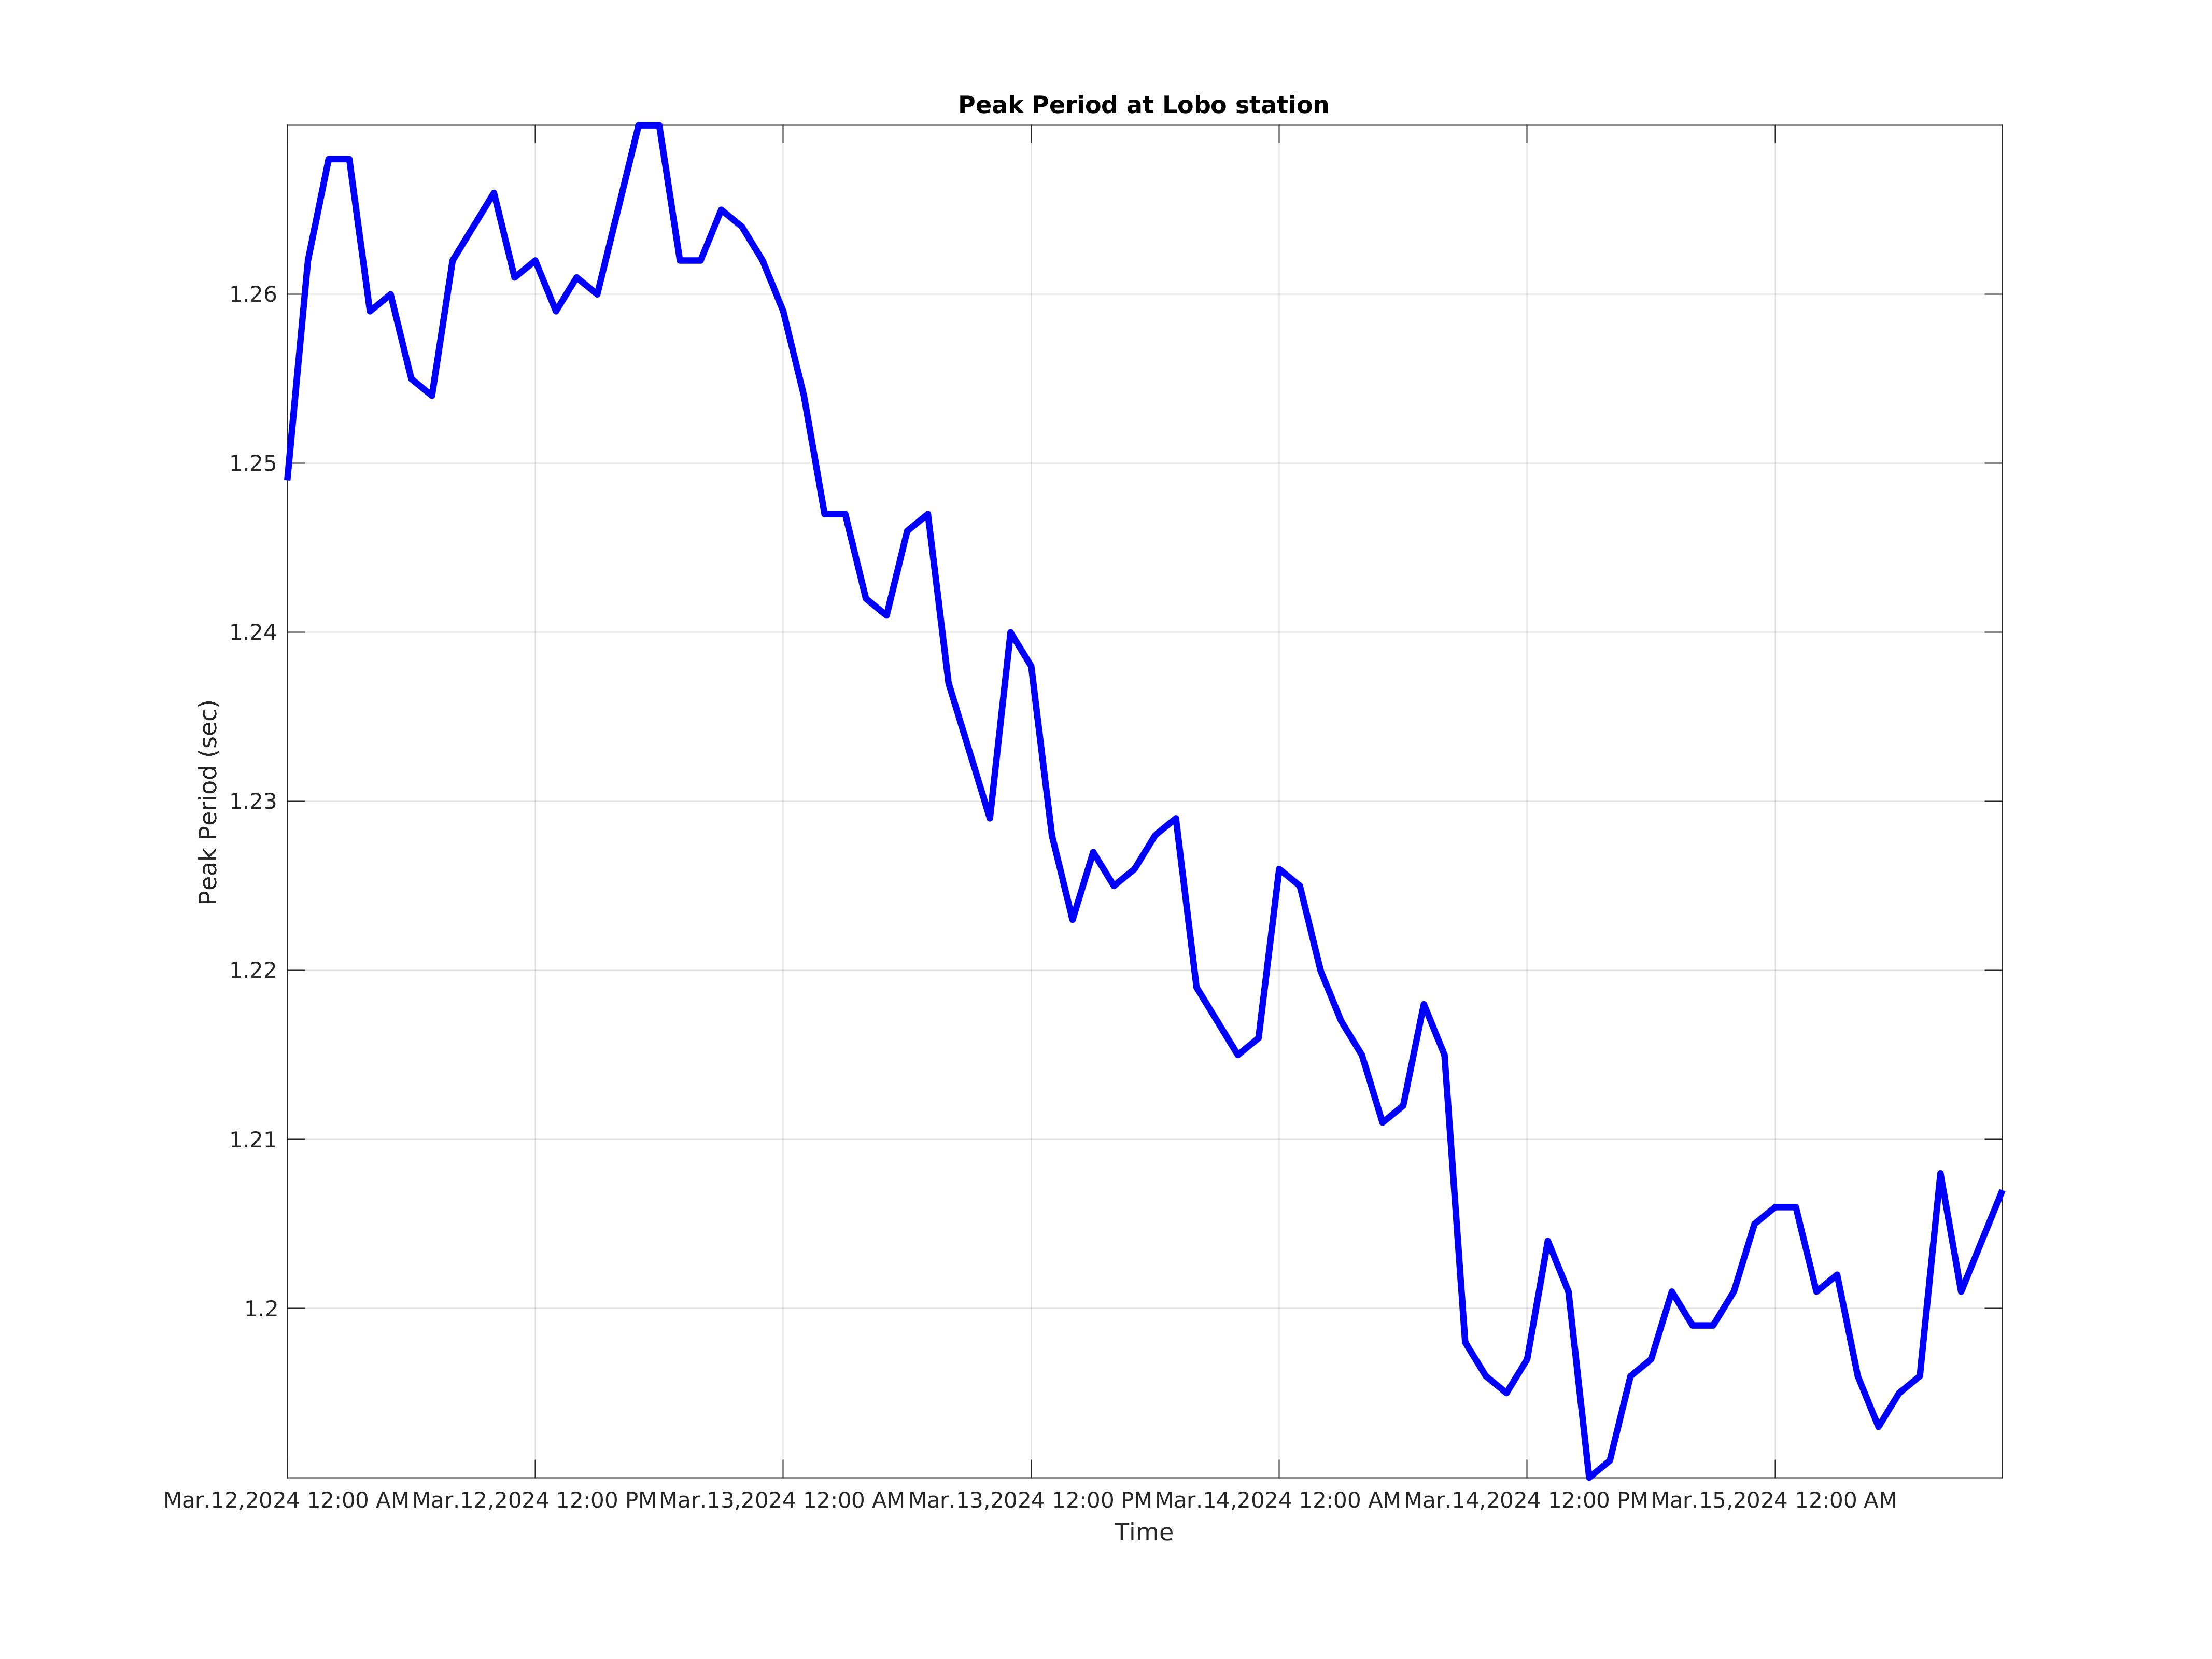 Peak Period at Lobo station
Peak Period (sec)
1.26
1.25
1.24
1.23
1.22
1.21
1.2
Mar.12,2024 12:00 AM Mar.12,2024 12:00 PM Mar.13,2024 12:00 AM Mar.13,2024 12:00 PM Mar.14,2024 12:00 AM Mar.14,2024 12:00 PM Mar.15,2024 12:00 AM
Time